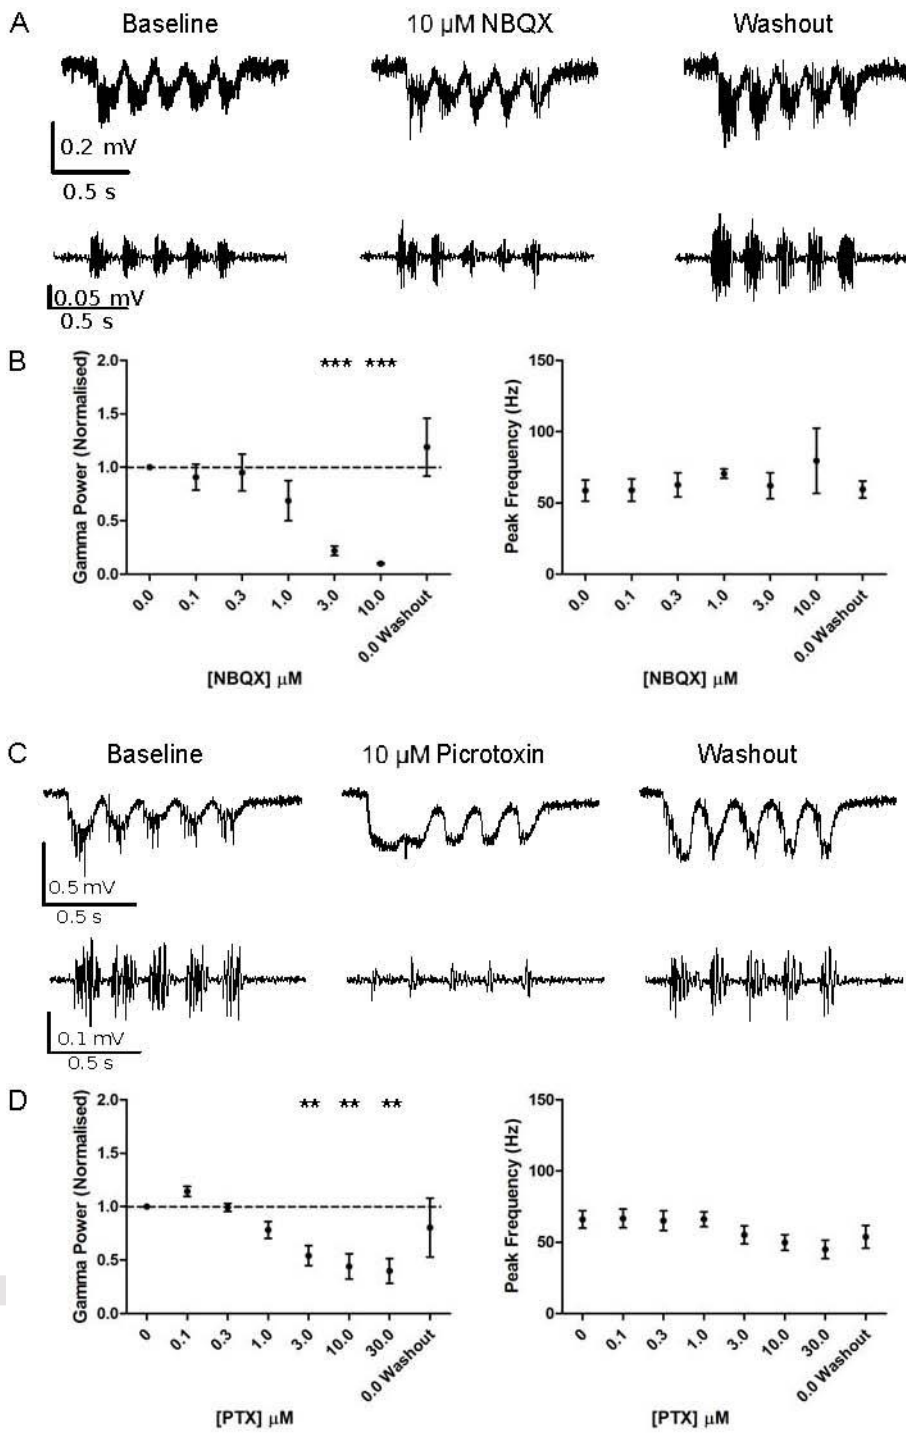 A
Baseline
10 µM NBQX
Washout
0.2 mV
0.5 s
0.05 mV
0.5 s
B
Gamma Power (Normalised)
2.0
1.5
1.0
0.5
0.0
*** ***
0.0
0.1
0.3
1.0
3.0
10.0
0.0 Washout
[NBQX] µM
Peak Frequency (Hz)
150
100
50
0
0.0
0.1
0.3
1.0
3.0
10.0
0.0 Washout
[NBQX] µM
C
Baseline
10 µM Picrotoxin
Washout
0.5 mV
0.5 s
0.1 mV
0.5 s
D
Gamma Power (Normalised)
2.0
1.5
1.0
0.5
0.0
** ** **
0
0.1
0.3
1.0
3.0
10.0
30.0
0.0 Washout
[PTX] µM
Peak Frequency (Hz)
150
100
50
0
0
0.1
0.3
1.0
3.0
10.0
30.0
0.0 Washout
[PTX] µM